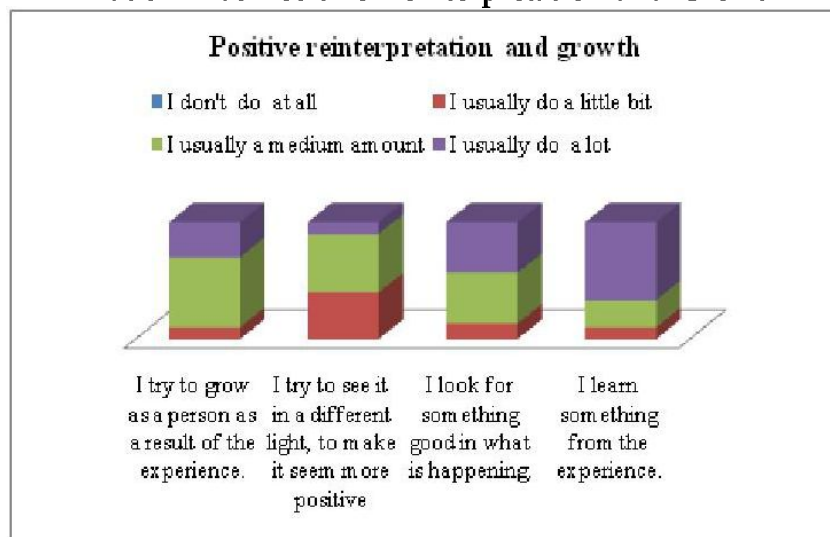 Positive reinterpretation and growth
I don't do at all
I usually do a little bit
I usually a medium amount
I usually do a lot
I try to grow
as a person as
a result of the
experience.
I try to see it
in a different
light, to make
it seem more
positive
I look for
something
good in what
is happening.
I learn
something
from the
experience.